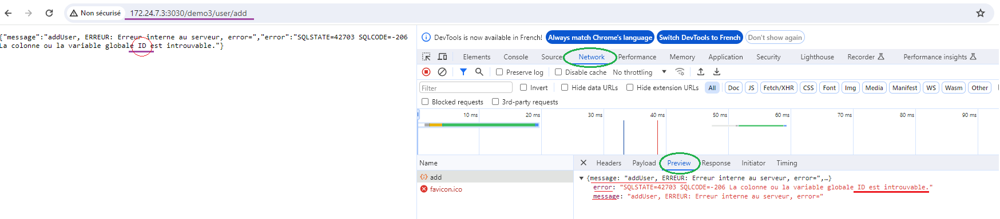 Non sécurisé 172.24.7.3:3030/demo3/user/add
{"message":"addUser, ERREUR: Erreur interne au serveur, error=","error":"SQLSTATE=42703 SQLCODE=-206
La colonne ou la variable globale ID est introuvable."}
DevTools is now available in French! Always match Chrome's language Switch DevTools to French Don't show again
Elements Console Sources Network Performance Memory Application Security Lighthouse Recorder Performance insights
Preserve log Disable cache No throttling
Filter Invert Hide data URLs Hide extension URLs All Doc JS Fetch/XHR CSS Font Img Media Manifest WS Wasm Other
Blocked requests 3rd-party requests
10 ms 20 ms 30 ms 40 ms 50 ms 60 ms 70 ms 80 ms 90 ms
Name Headers Payload Preview Response Initiator Timing
add
favicon.ico
{message: "addUser, ERREUR: Erreur interne au serveur, error=",…}
error: "SQLSTATE=42703 SQLCODE=-206 La colonne ou la variable globale ID est introuvable."
message: "addUser, ERREUR: Erreur interne au serveur, error="